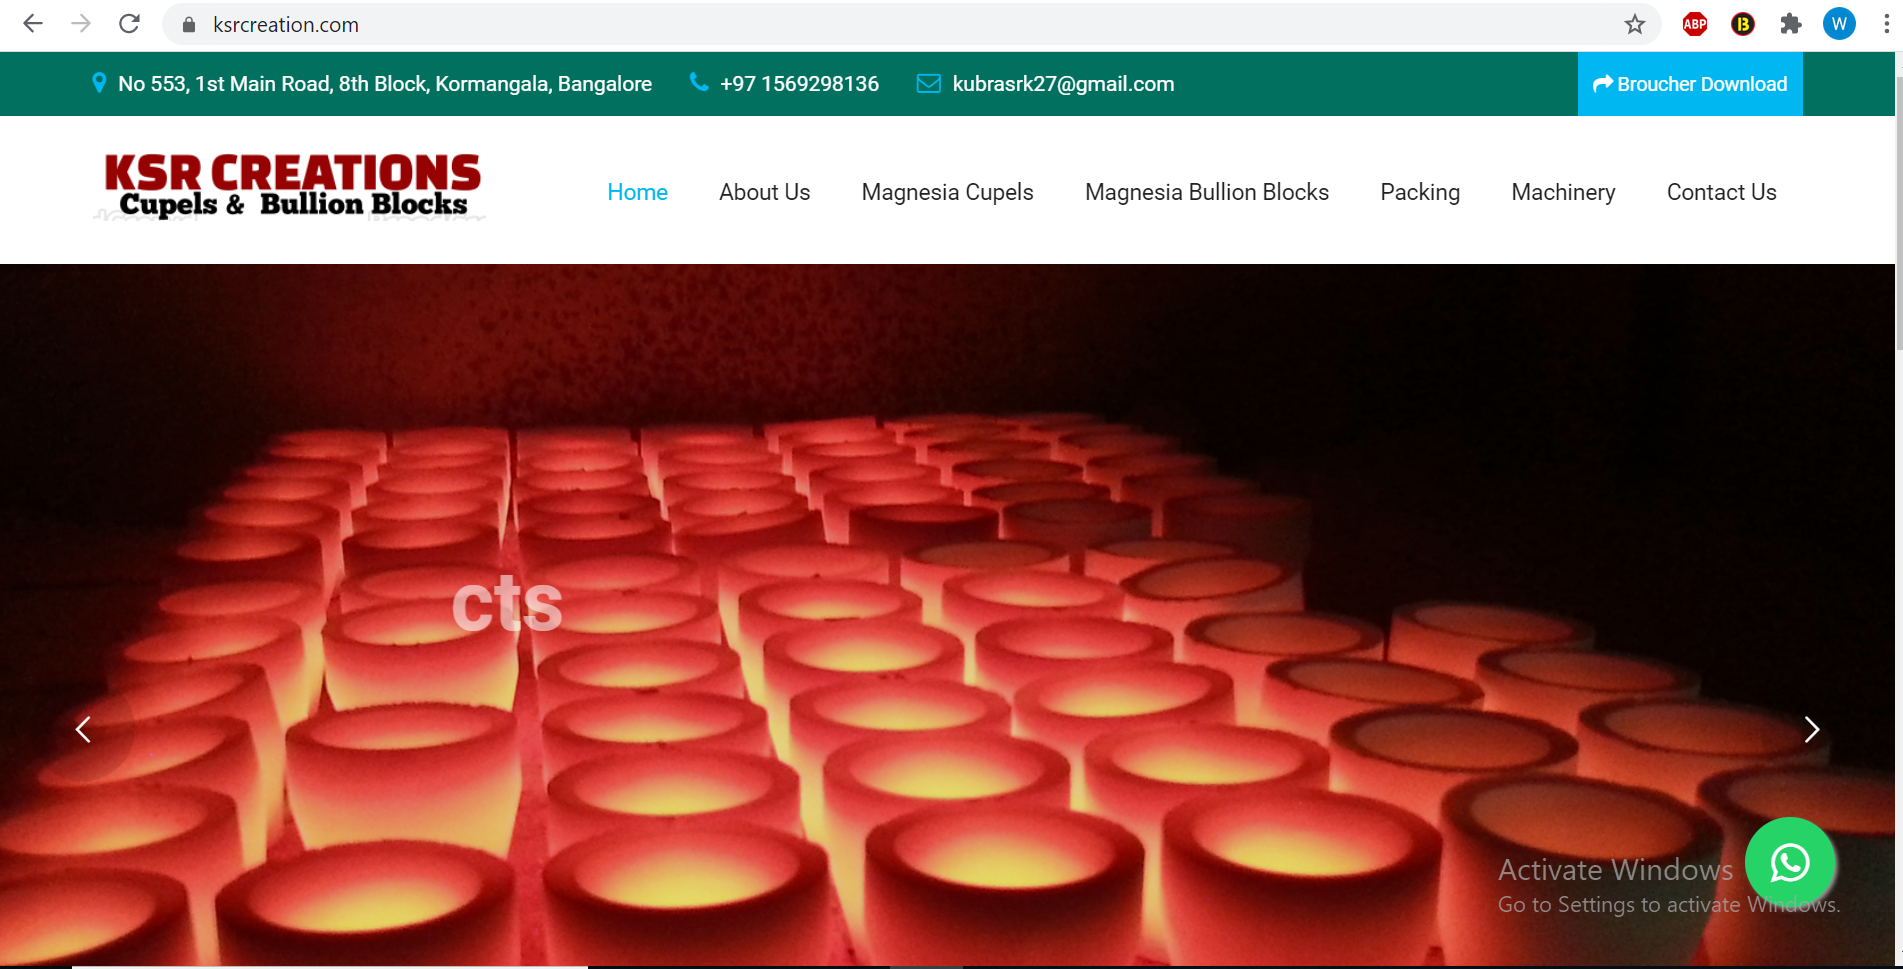 ksrcreation.com
ABP
B
W
No 553, 1st Main Road, 8th Block, Kormangala, Bangalore
+97 1569298136
kubrasrk27@gmail.com
Broucher Download
KSR CREATIONS
Cupels & Bullion Blocks
Home
About Us
Magnesia Cupels
Magnesia Bullion Blocks
Packing
Machinery
Contact Us
cts
Activate Windows
Go to Settings to activate Windows.